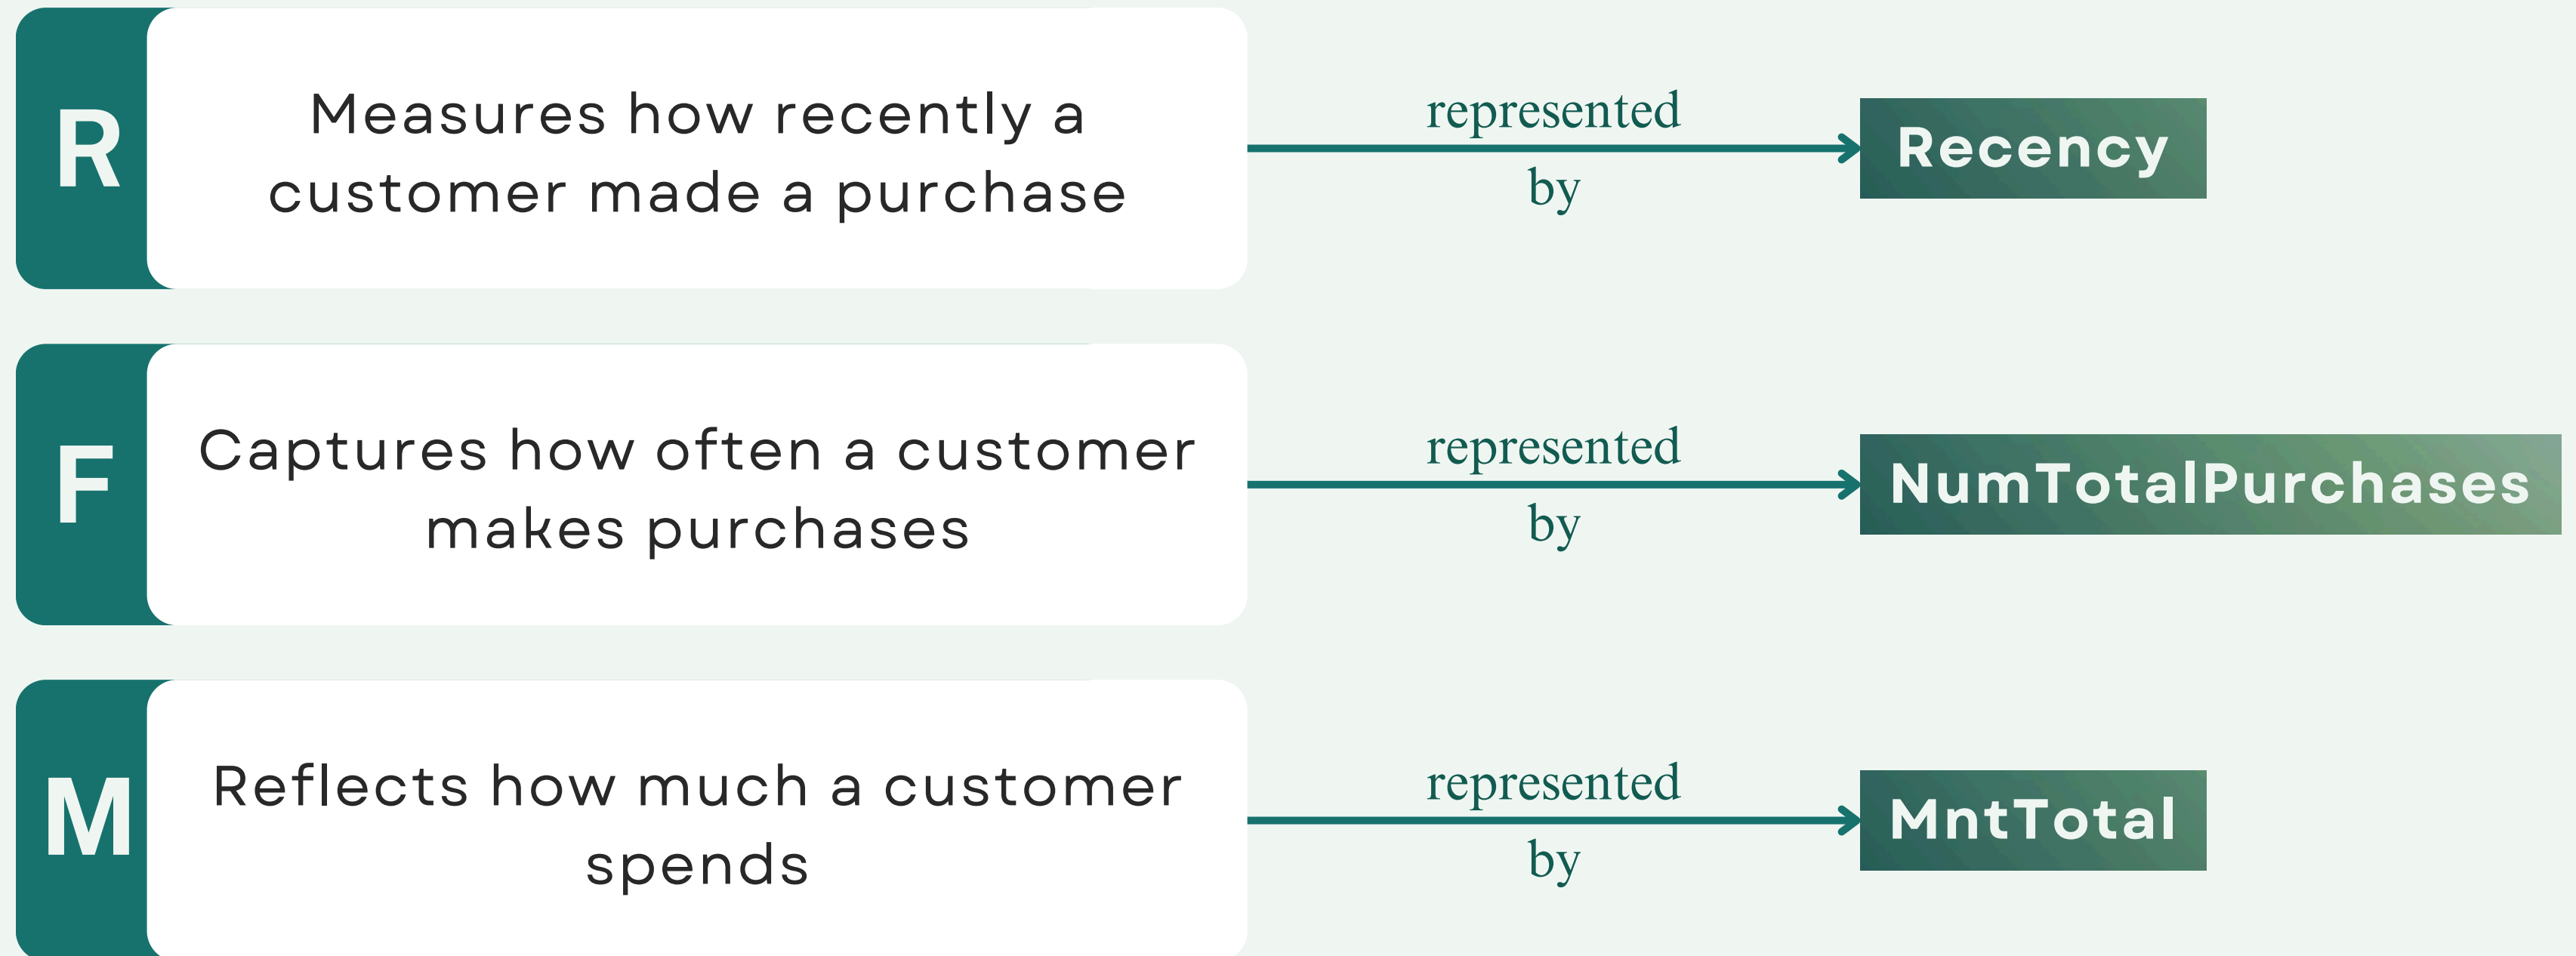 R
Measures how recently a
customer made a purchase
represented
by
Recency
F
Captures how often a customer
makes purchases
represented
by
NumTotalPurchases
M
Reflects how much a customer
spends
represented
by
MntTotal